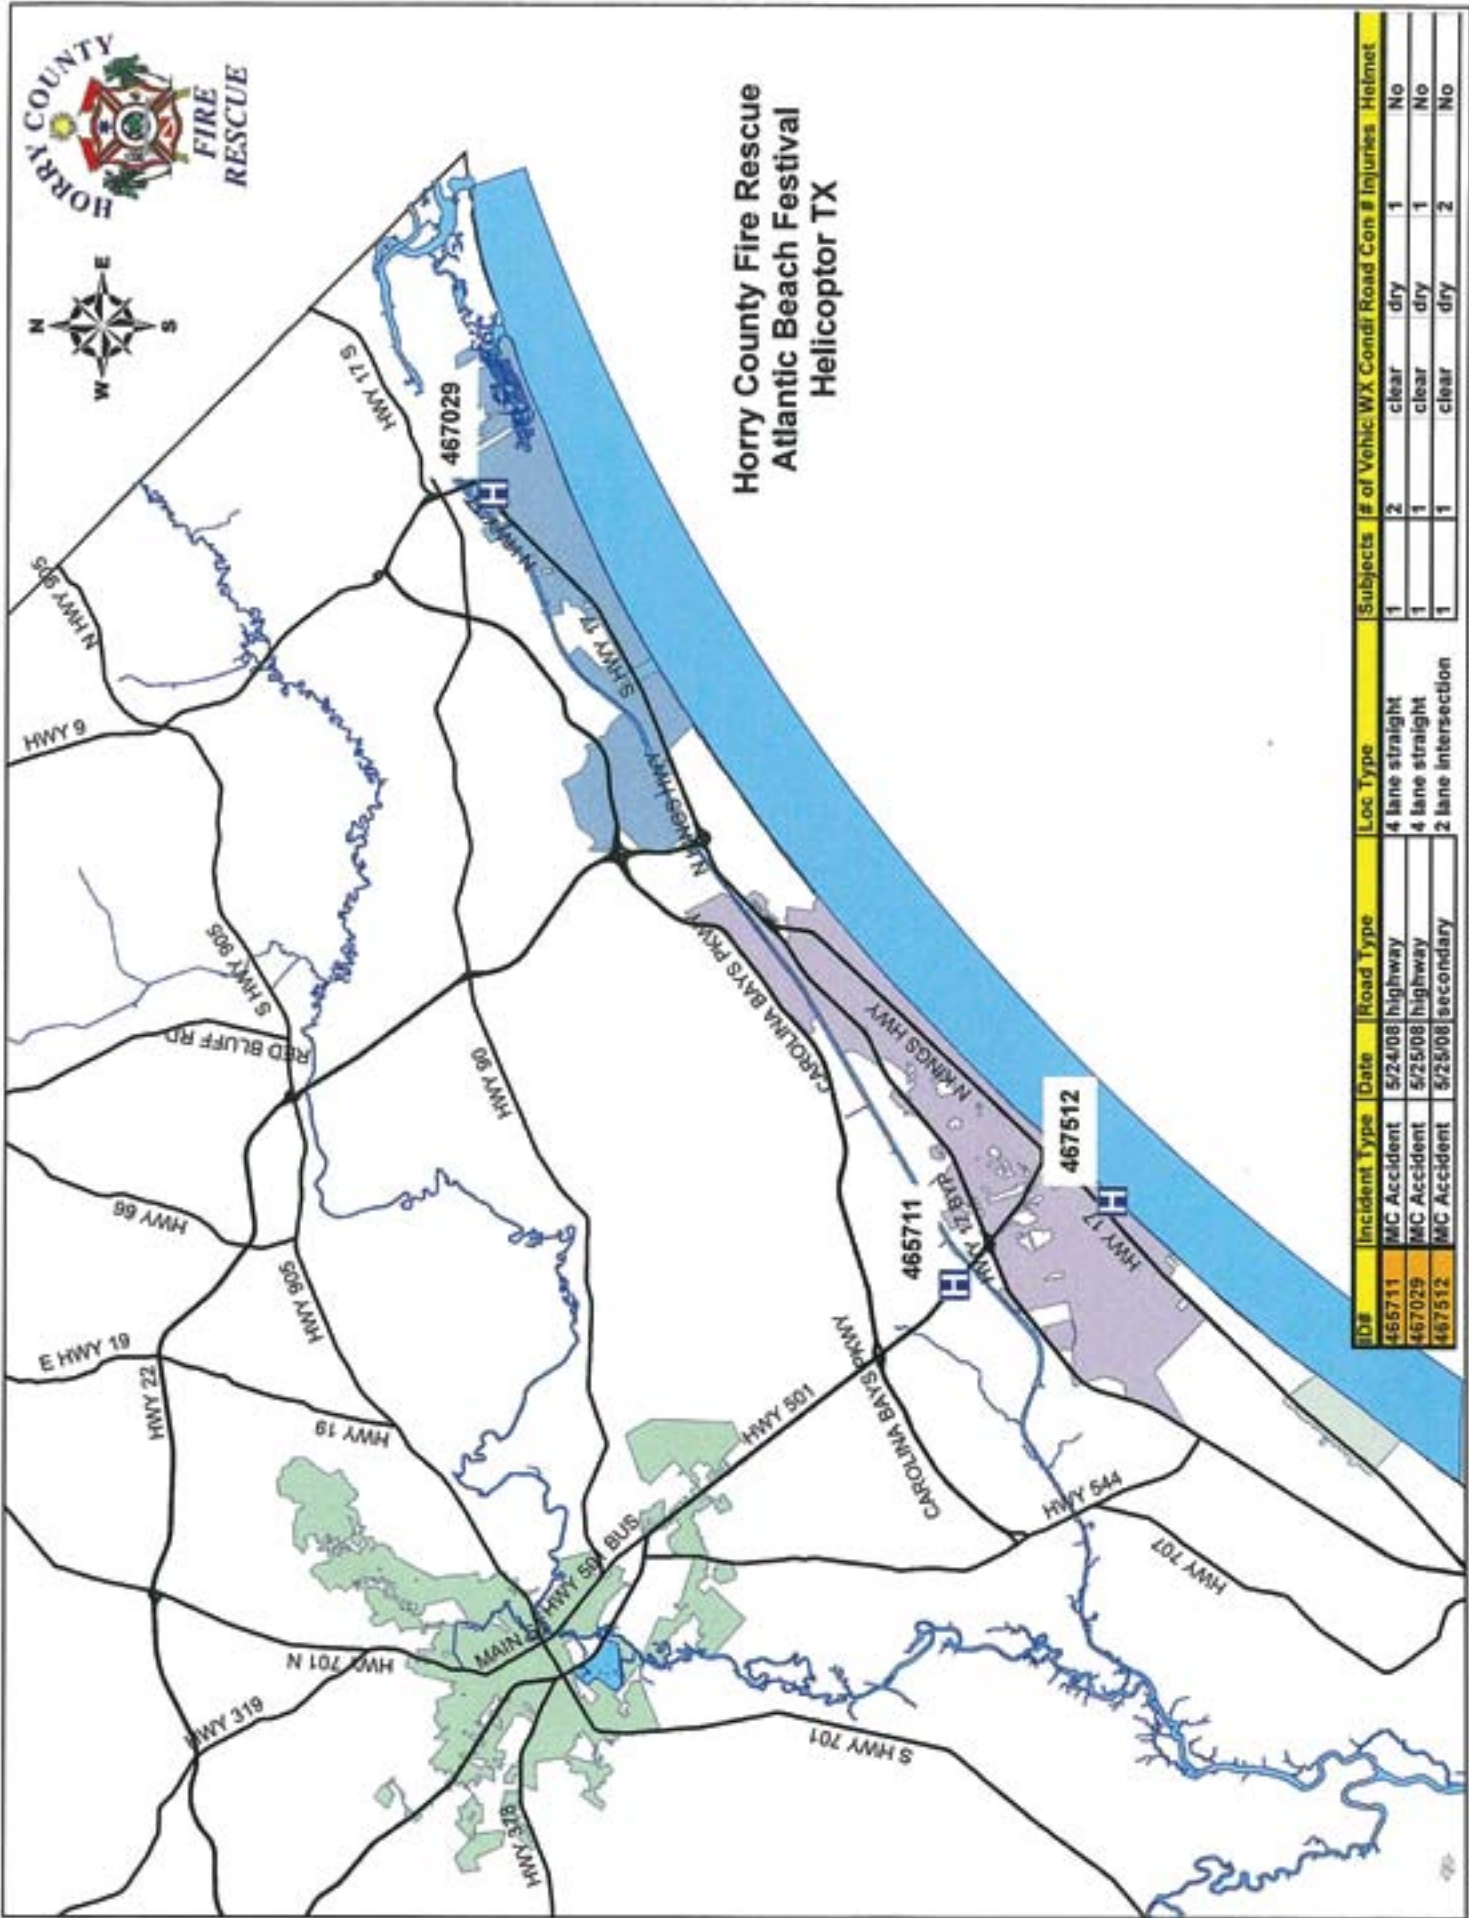 HORRY COUNTY
FIRE
RESCUE
N
W
E
S
Horry County Fire Rescue
Atlantic Beach Festival
Helicoptor TX
N HWY 905
HWY 9
HWY 17 S
467029
N HWY
S HWY 17
N KINGS HWY
S HWY 905
RED BLUFF RD
HWY 90
CAROLINA BAYS PKWY
N KINGS HWY
HWY 66
HWY 905
E HWY 19
HWY 22
HWY 19
467512
465711
HWY 17 BYP
HWY 17
H
H
H
HWY 501
CAROLINA BAYS PKWY
CAROLINA BAYS PKWY
HWY 544
HWY 707
HWY 501 BUS
MAIN ST
HWY 701 N
HWY 319
HWY 378
S HWY 701
ID# Incident Type Date Road Type Loc Type Subjects # of Vehic WX Condi Road Con # Injuries Helmet
465711 MC Accident 5/24/08 highway 4 lane straight 1 2 clear dry 1 No
467029 MC Accident 5/25/08 highway 4 lane straight 1 1 clear dry 1 No
467512 MC Accident 5/25/08 secondary 2 lane intersection 1 1 clear dry 2 No